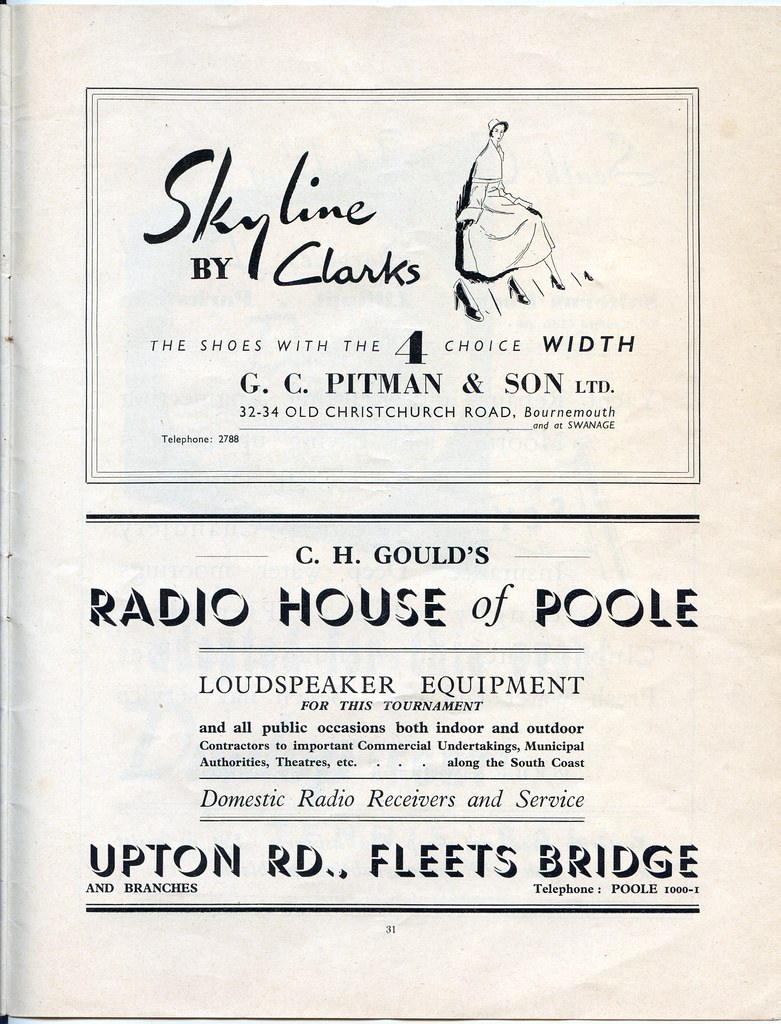 Skyline
BY Clarks
THE SHOES WITH THE 4 CHOICE WIDTH
G. C. PITMAN & SON LTD.
32-34 OLD CHRISTCHURCH ROAD, Bournemouth
and at SWANAGE
Telephone: 2788
C. H. GOULD'S
RADIO HOUSE of POOLE
LOUDSPEAKER EQUIPMENT
FOR THIS TOURNAMENT
and all public occasions both indoor and outdoor
Contractors to important Commercial Undertakings, Municipal
Authorities, Theatres, etc. . . . . along the South Coast
Domestic Radio Receivers and Service
UPTON RD., FLEETS BRIDGE
AND BRANCHES Telephone : POOLE 1000-1
31